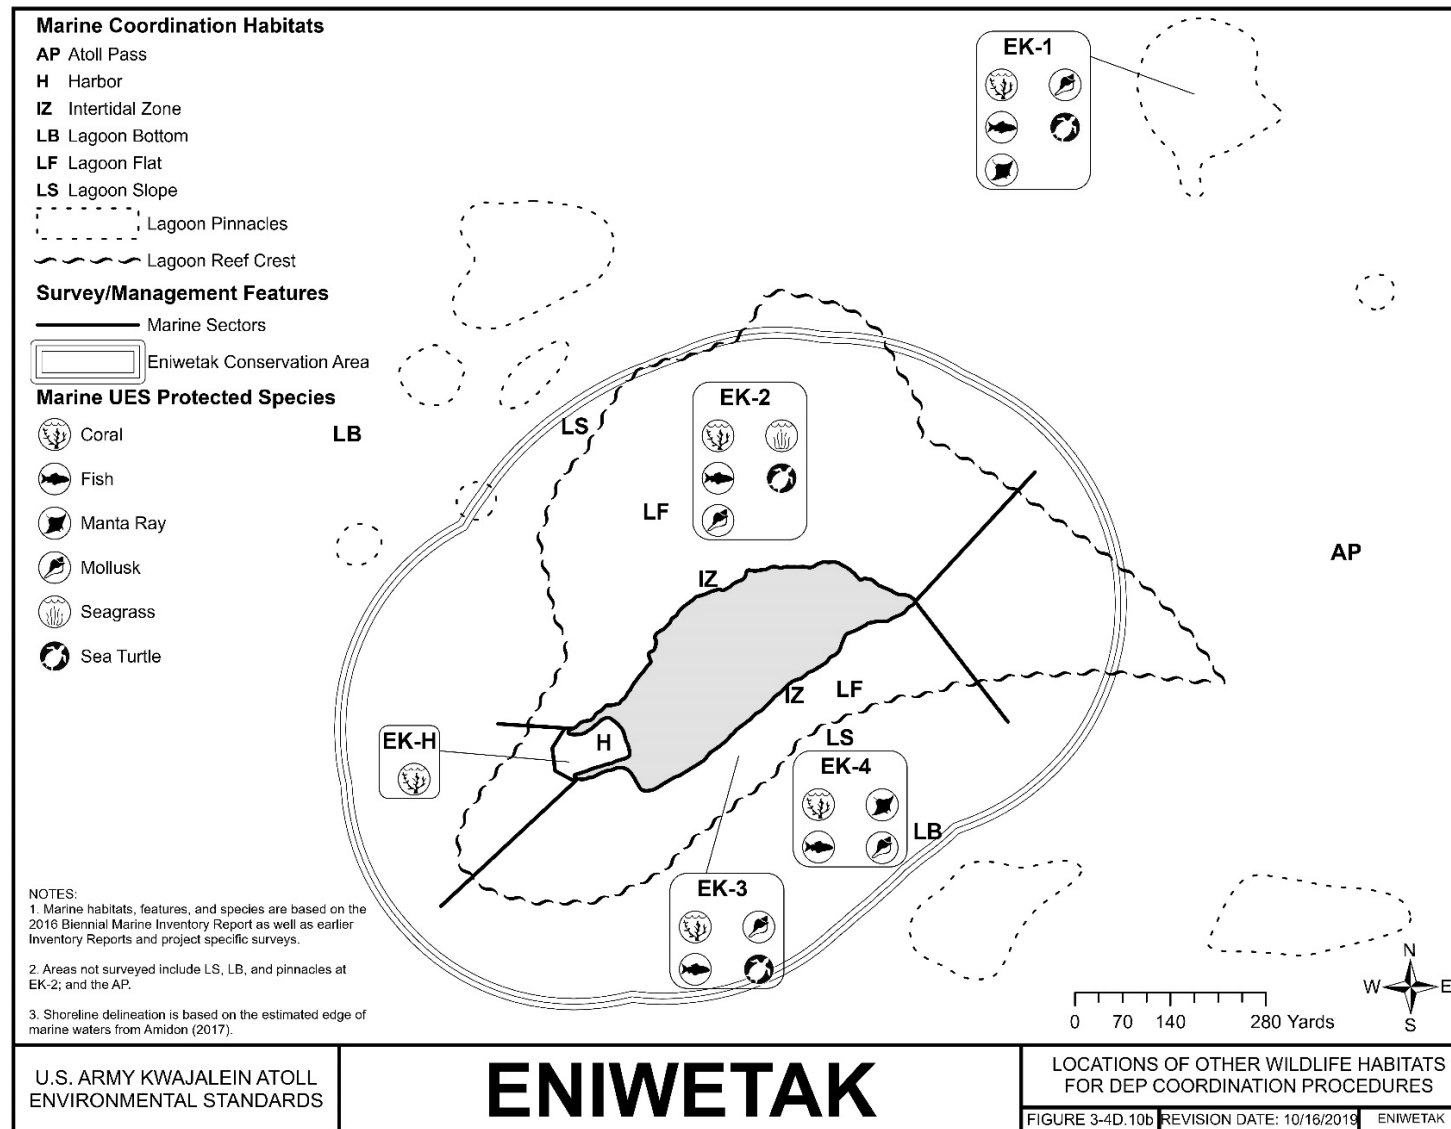 Marine Coordination Habitats
AP Atoll Pass
H Harbor
IZ Intertidal Zone
LB Lagoon Bottom
LF Lagoon Flat
LS Lagoon Slope
Lagoon Pinnacles
Lagoon Reef Crest
Survey/Management Features
Marine Sectors
Eniwetak Conservation Area
Marine UES Protected Species
Coral
Fish
Manta Ray
Mollusk
Seagrass
Sea Turtle
EK-1
EK-2
LS
LB
LF
AP
IZ
IZ
LF
EK-H
H
LS
EK-4
LB
EK-3
NOTES:
1. Marine habitats, features, and species are based on the
2016 Biennial Marine Inventory Report as well as earlier
Inventory Reports and project specific surveys.
2. Areas not surveyed include LS, LB, and pinnacles at
EK-2; and the AP.
3. Shoreline delineation is based on the estimated edge of
marine waters from Amidon (2017).
N
W E
S
0 70 140 280 Yards
U.S. ARMY KWAJALEIN ATOLL
ENVIRONMENTAL STANDARDS
ENIWETAK
LOCATIONS OF OTHER WILDLIFE HABITATS
FOR DEP COORDINATION PROCEDURES
FIGURE 3-4D.10b REVISION DATE: 10/16/2019 ENIWETAK